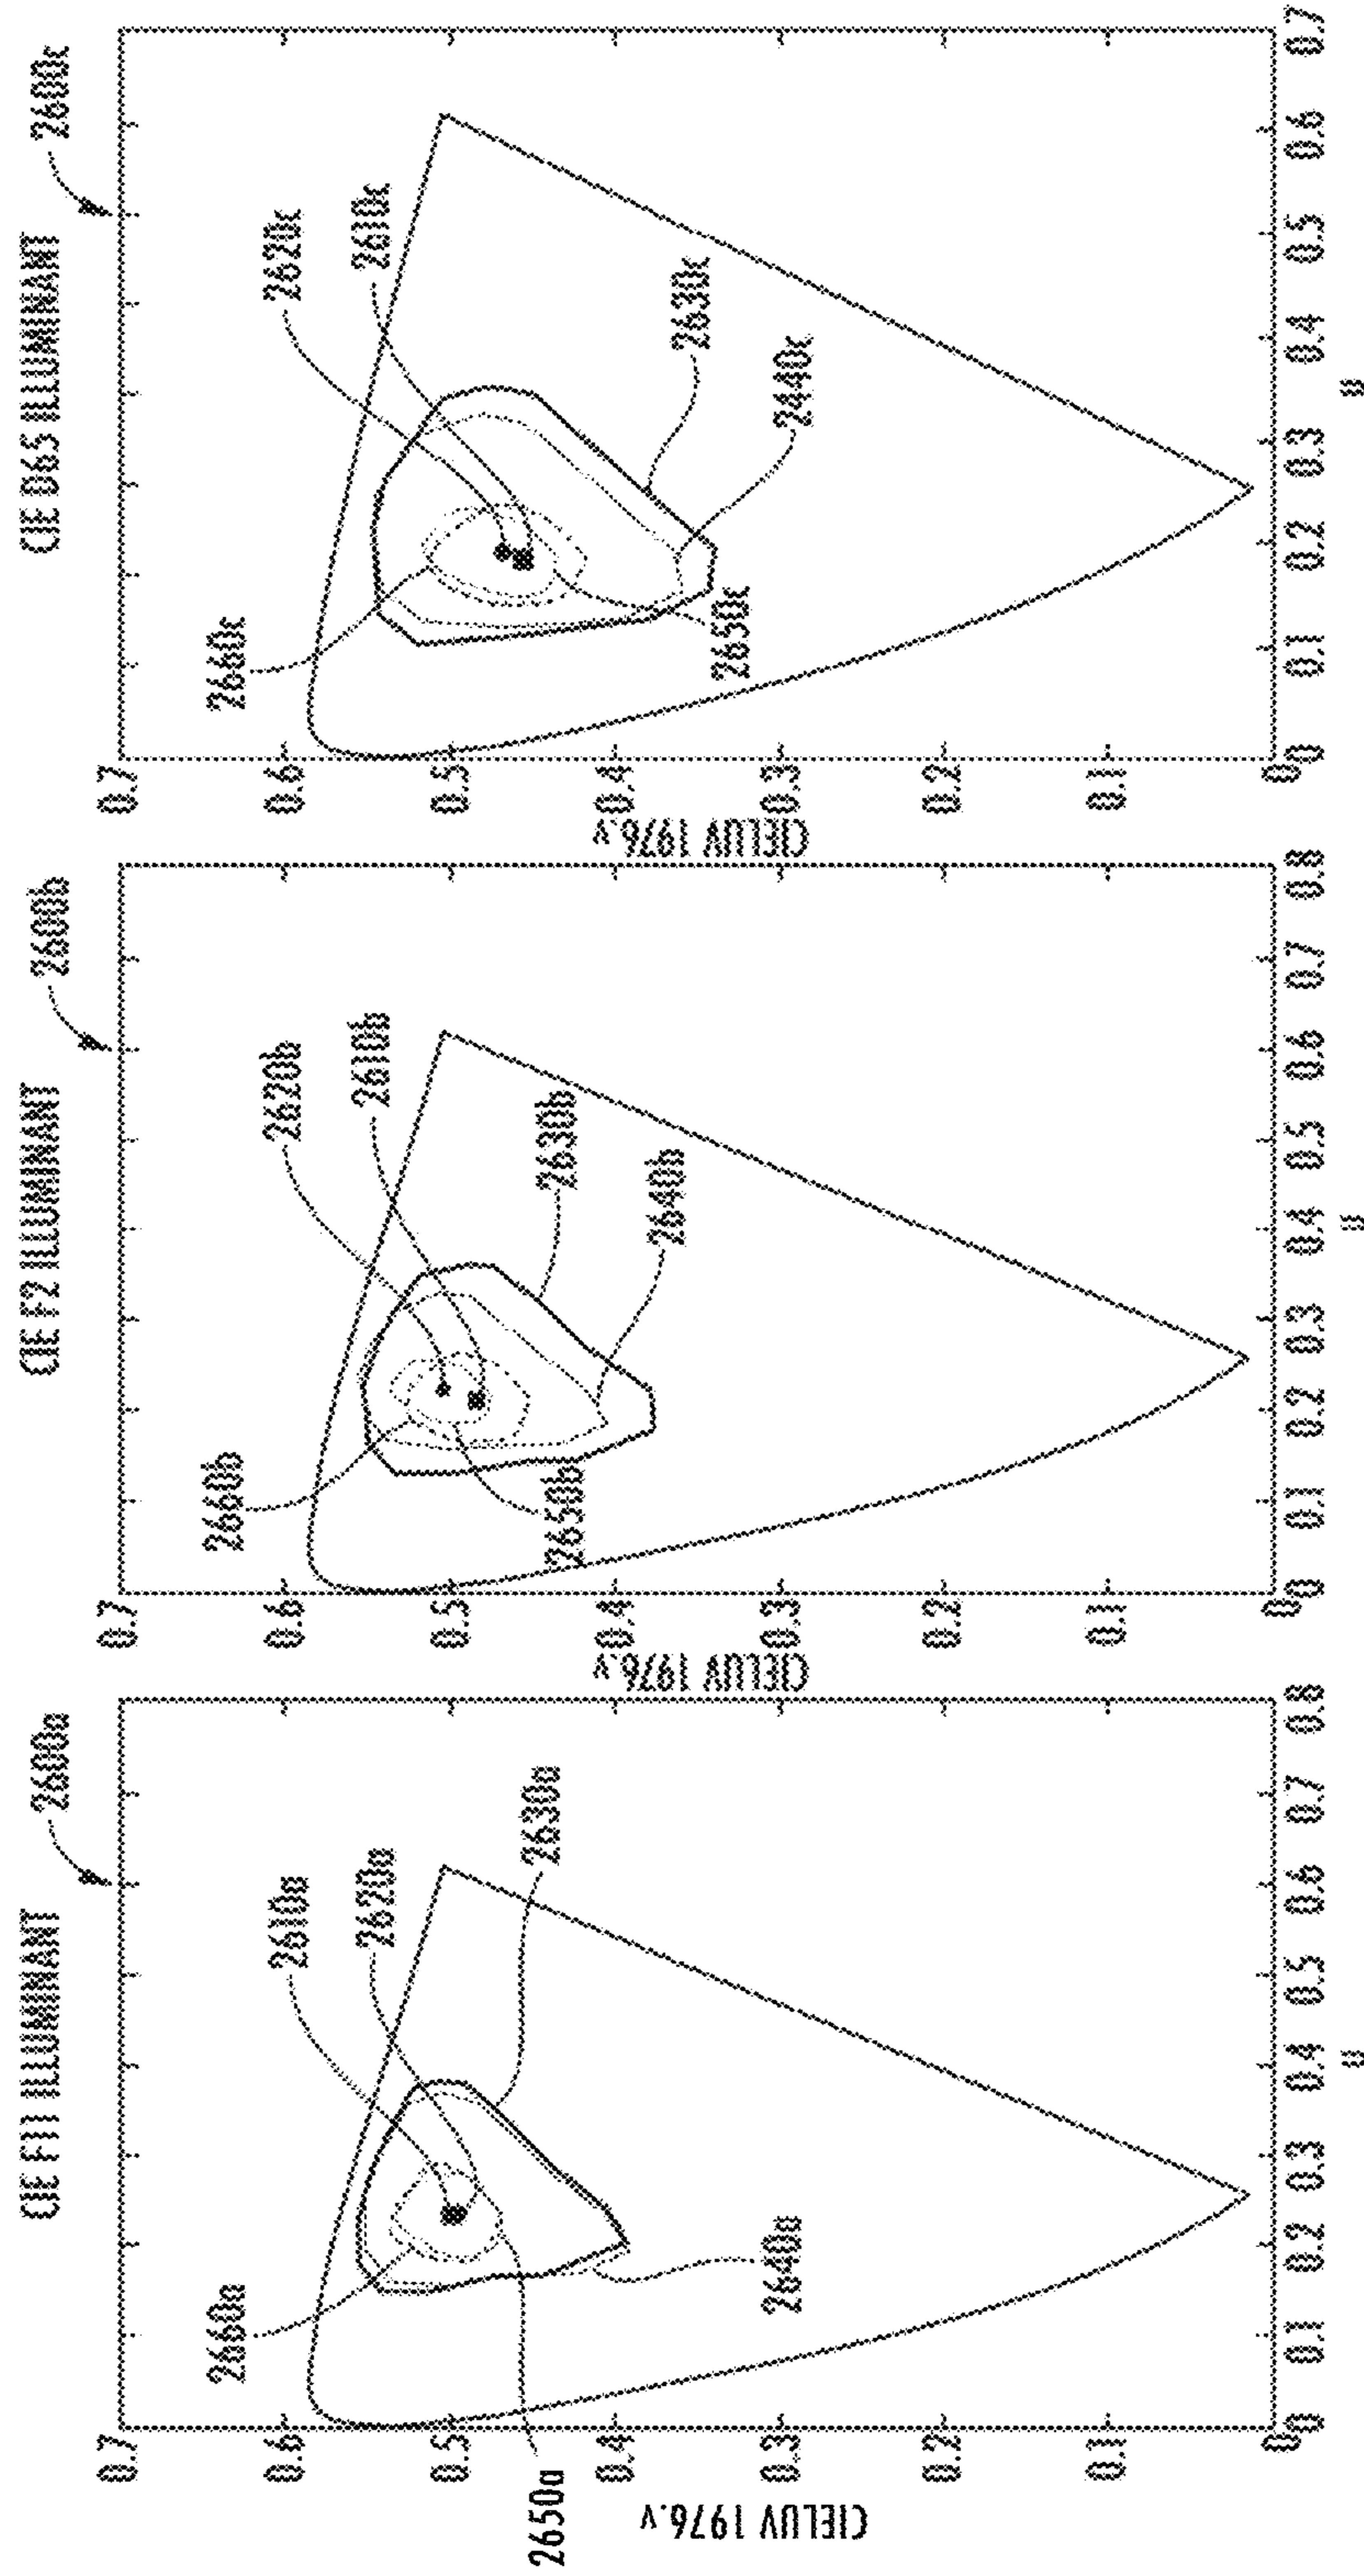 CIE F11 ILLUMINANT
2600a
0.7
0.6
0.5
0.4
0.3
0.2
0.1
0
CIELUV 1976.v
0
0.1
0.2
0.3
0.4
0.5
0.6
0.7
0.8
u
2610a
2620a
2630a
2640a
2650a
2660a
CIE F2 ILLUMINANT
2600b
0.7
0.6
0.5
0.4
0.3
0.2
0.1
0
CIELUV 1976.v
0
0.1
0.2
0.3
0.4
0.5
0.6
0.7
0.8
u
2620b
2610b
2630b
2640b
2650b
2660b
CIE D65 ILLUMINANT
2600c
0.7
0.6
0.5
0.4
0.3
0.2
0.1
0
CIELUV 1976.v
0
0.1
0.2
0.3
0.4
0.5
0.6
0.7
u
2620c
2610c
2630c
2440c
2650c
2660c